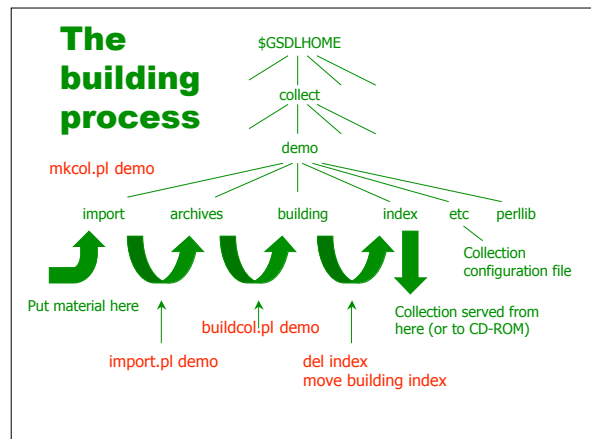 The
building
process
$GSDLHOME
collect
demo
mkcol.pl demo
import archives building index etc perllib
Collection
configuration file
Put material here
Collection served from
here (or to CD-ROM)
buildcol.pl demo
import.pl demo
del index
move building index